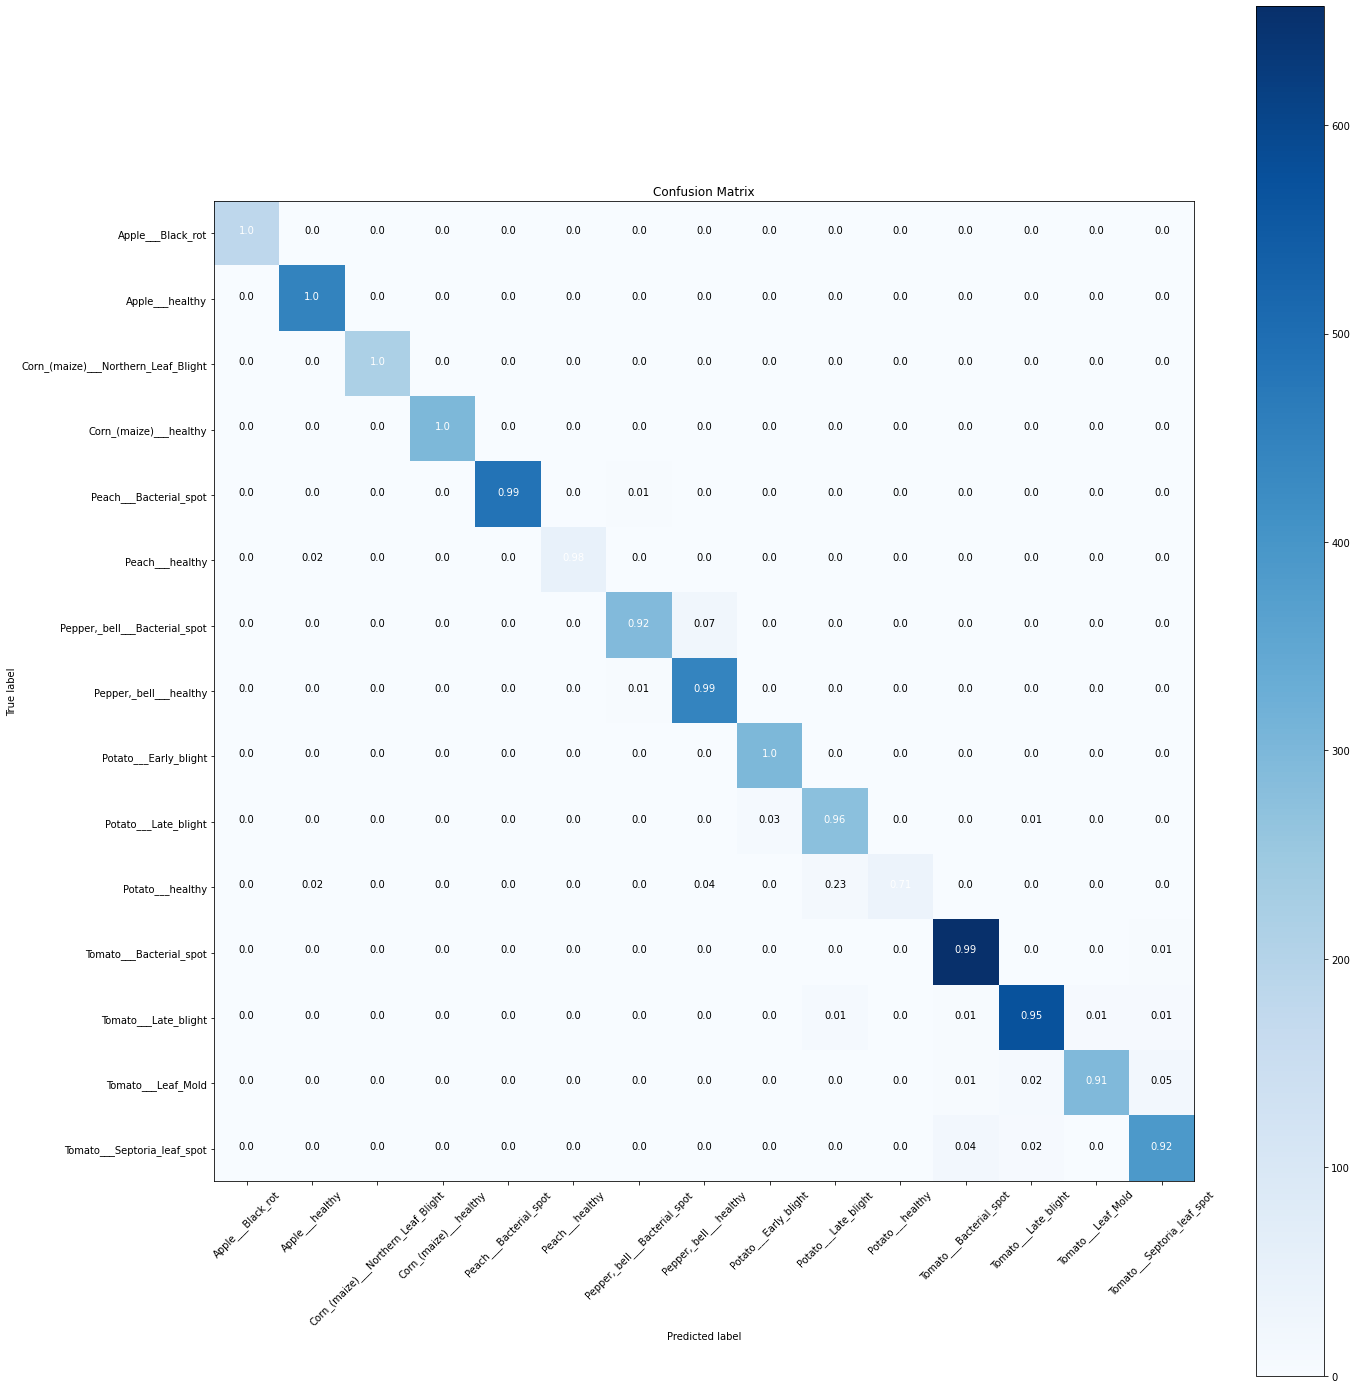 Confusion Matrix
Apple___Black_rot 1.0 0.0 0.0 0.0 0.0 0.0 0.0 0.0 0.0 0.0 0.0 0.0 0.0 0.0 0.0
Apple___healthy 0.0 1.0 0.0 0.0 0.0 0.0 0.0 0.0 0.0 0.0 0.0 0.0 0.0 0.0 0.0
Corn_(maize)___Northern_Leaf_Blight 0.0 0.0 1.0 0.0 0.0 0.0 0.0 0.0 0.0 0.0 0.0 0.0 0.0 0.0 0.0
Corn_(maize)___healthy 0.0 0.0 0.0 1.0 0.0 0.0 0.0 0.0 0.0 0.0 0.0 0.0 0.0 0.0 0.0
Peach___Bacterial_spot 0.0 0.0 0.0 0.0 0.99 0.0 0.01 0.0 0.0 0.0 0.0 0.0 0.0 0.0 0.0
Peach___healthy 0.0 0.02 0.0 0.0 0.0 0.98 0.0 0.0 0.0 0.0 0.0 0.0 0.0 0.0 0.0
Pepper,_bell___Bacterial_spot 0.0 0.0 0.0 0.0 0.0 0.0 0.92 0.07 0.0 0.0 0.0 0.0 0.0 0.0 0.0
Pepper,_bell___healthy 0.0 0.0 0.0 0.0 0.0 0.0 0.01 0.99 0.0 0.0 0.0 0.0 0.0 0.0 0.0
Potato___Early_blight 0.0 0.0 0.0 0.0 0.0 0.0 0.0 0.0 1.0 0.0 0.0 0.0 0.0 0.0 0.0
Potato___Late_blight 0.0 0.0 0.0 0.0 0.0 0.0 0.0 0.0 0.03 0.96 0.0 0.0 0.01 0.0 0.0
Potato___healthy 0.0 0.02 0.0 0.0 0.0 0.0 0.0 0.04 0.0 0.23 0.71 0.0 0.0 0.0 0.0
Tomato___Bacterial_spot 0.0 0.0 0.0 0.0 0.0 0.0 0.0 0.0 0.0 0.0 0.0 0.99 0.0 0.0 0.01
Tomato___Late_blight 0.0 0.0 0.0 0.0 0.0 0.0 0.0 0.0 0.0 0.01 0.0 0.01 0.95 0.01 0.01
Tomato___Leaf_Mold 0.0 0.0 0.0 0.0 0.0 0.0 0.0 0.0 0.0 0.0 0.0 0.01 0.02 0.91 0.05
Tomato___Septoria_leaf_spot 0.0 0.0 0.0 0.0 0.0 0.0 0.0 0.0 0.0 0.0 0.0 0.04 0.02 0.0 0.92
True label
Apple___Black_rot
Apple___healthy
Corn_(maize)___Northern_Leaf_Blight
Corn_(maize)___healthy
Peach___Bacterial_spot
Peach___healthy
Pepper,_bell___Bacterial_spot
Pepper,_bell___healthy
Potato___Early_blight
Potato___Late_blight
Potato___healthy
Tomato___Bacterial_spot
Tomato___Late_blight
Tomato___Leaf_Mold
Tomato___Septoria_leaf_spot
Predicted label
600
500
400
300
200
100
0